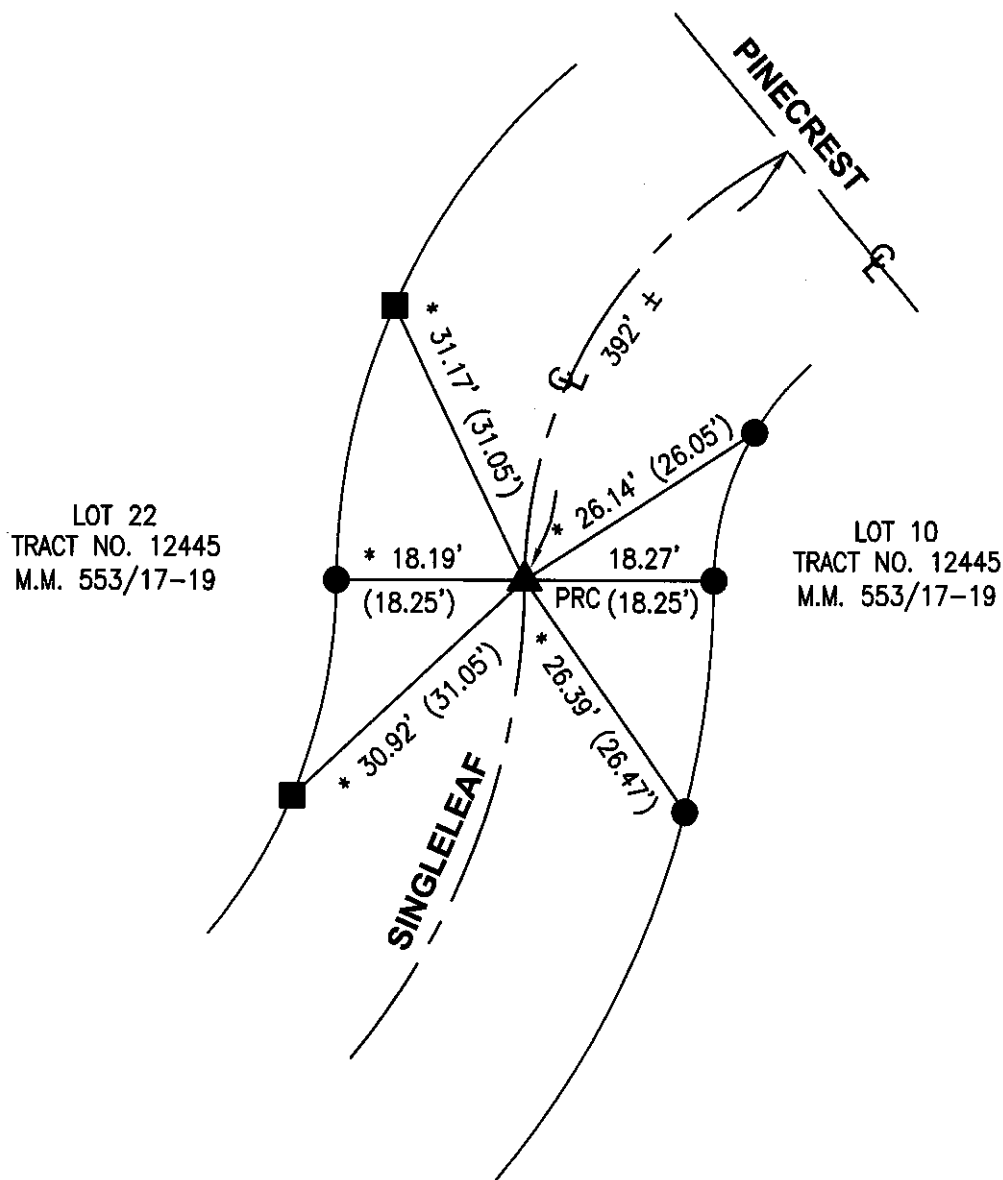 PINECREST
℄
℄ 392' ±
* 31.17' (31.05')
* 26.14' (26.05')
LOT 22
TRACT NO. 12445
M.M. 553/17-19
* 18.19'
(18.25')
18.27'
PRC (18.25')
LOT 10
TRACT NO. 12445
M.M. 553/17-19
* 30.92' (31.05')
* 26.39' (26.47')
SINGLELEAF